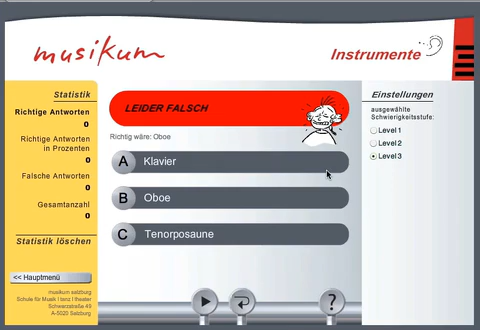 musikum
Instrumente
Statistik
Richtige Antworten
0
Richtige Antworten
in Prozenten
0
Falsche Antworten
0
Gesamtanzahl
0
Statistik löschen
<< Hauptmenü
musikum salzburg
Schule für Musik I tanz I theater
Schwarzstraße 49
A-5020 Salzburg
LEIDER FALSCH
Richtig wäre: Oboe
A Klavier
B Oboe
C Tenorposaune
?
Einstellungen
ausgewählte
Schwierigkeitsstufe:
Level 1
Level 2
Level 3